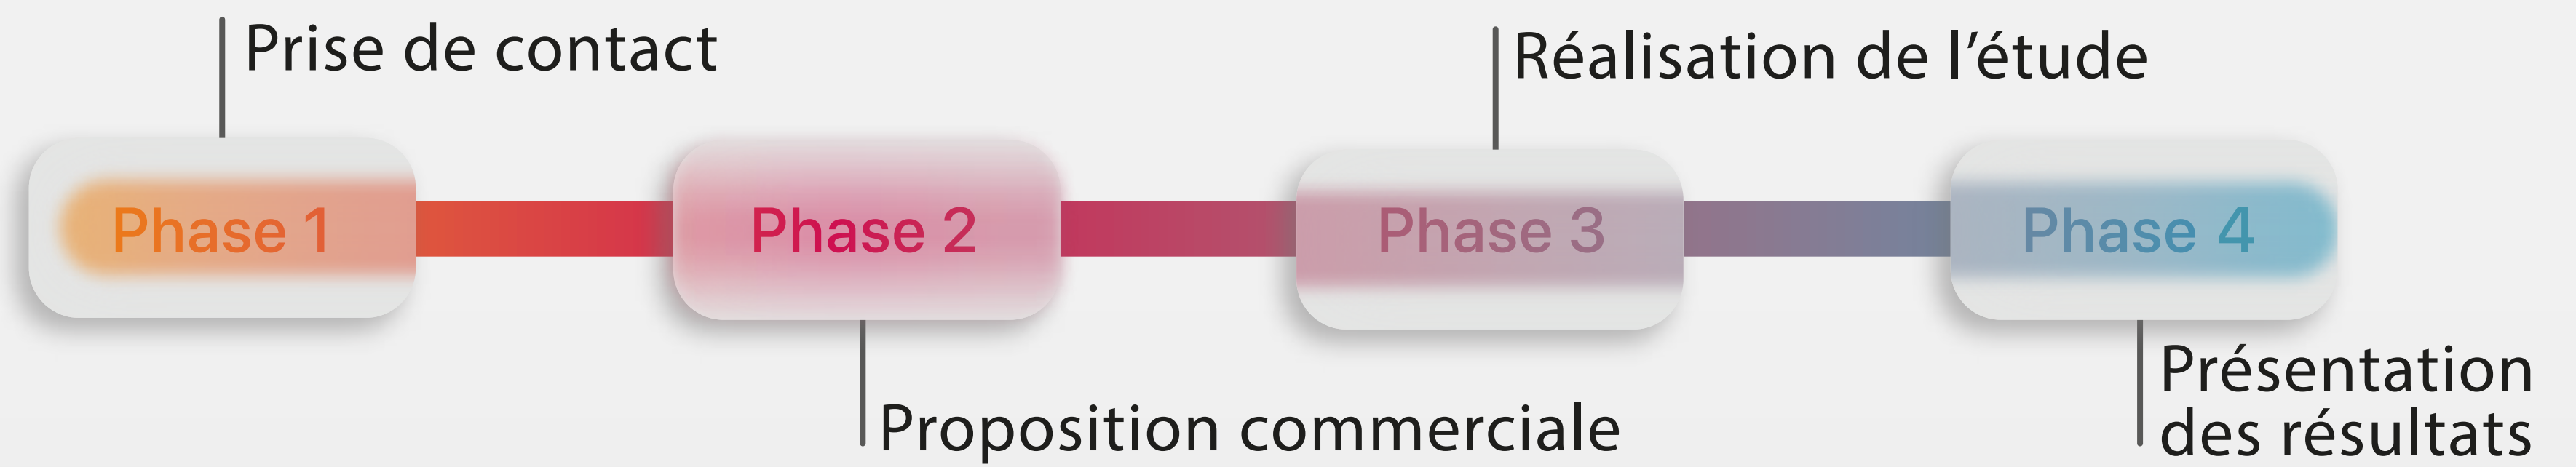 Prise de contact
Réalisation de l’étude
Phase 1
Phase 2
Phase 3
Phase 4
Proposition commerciale
Présentation
des résultats